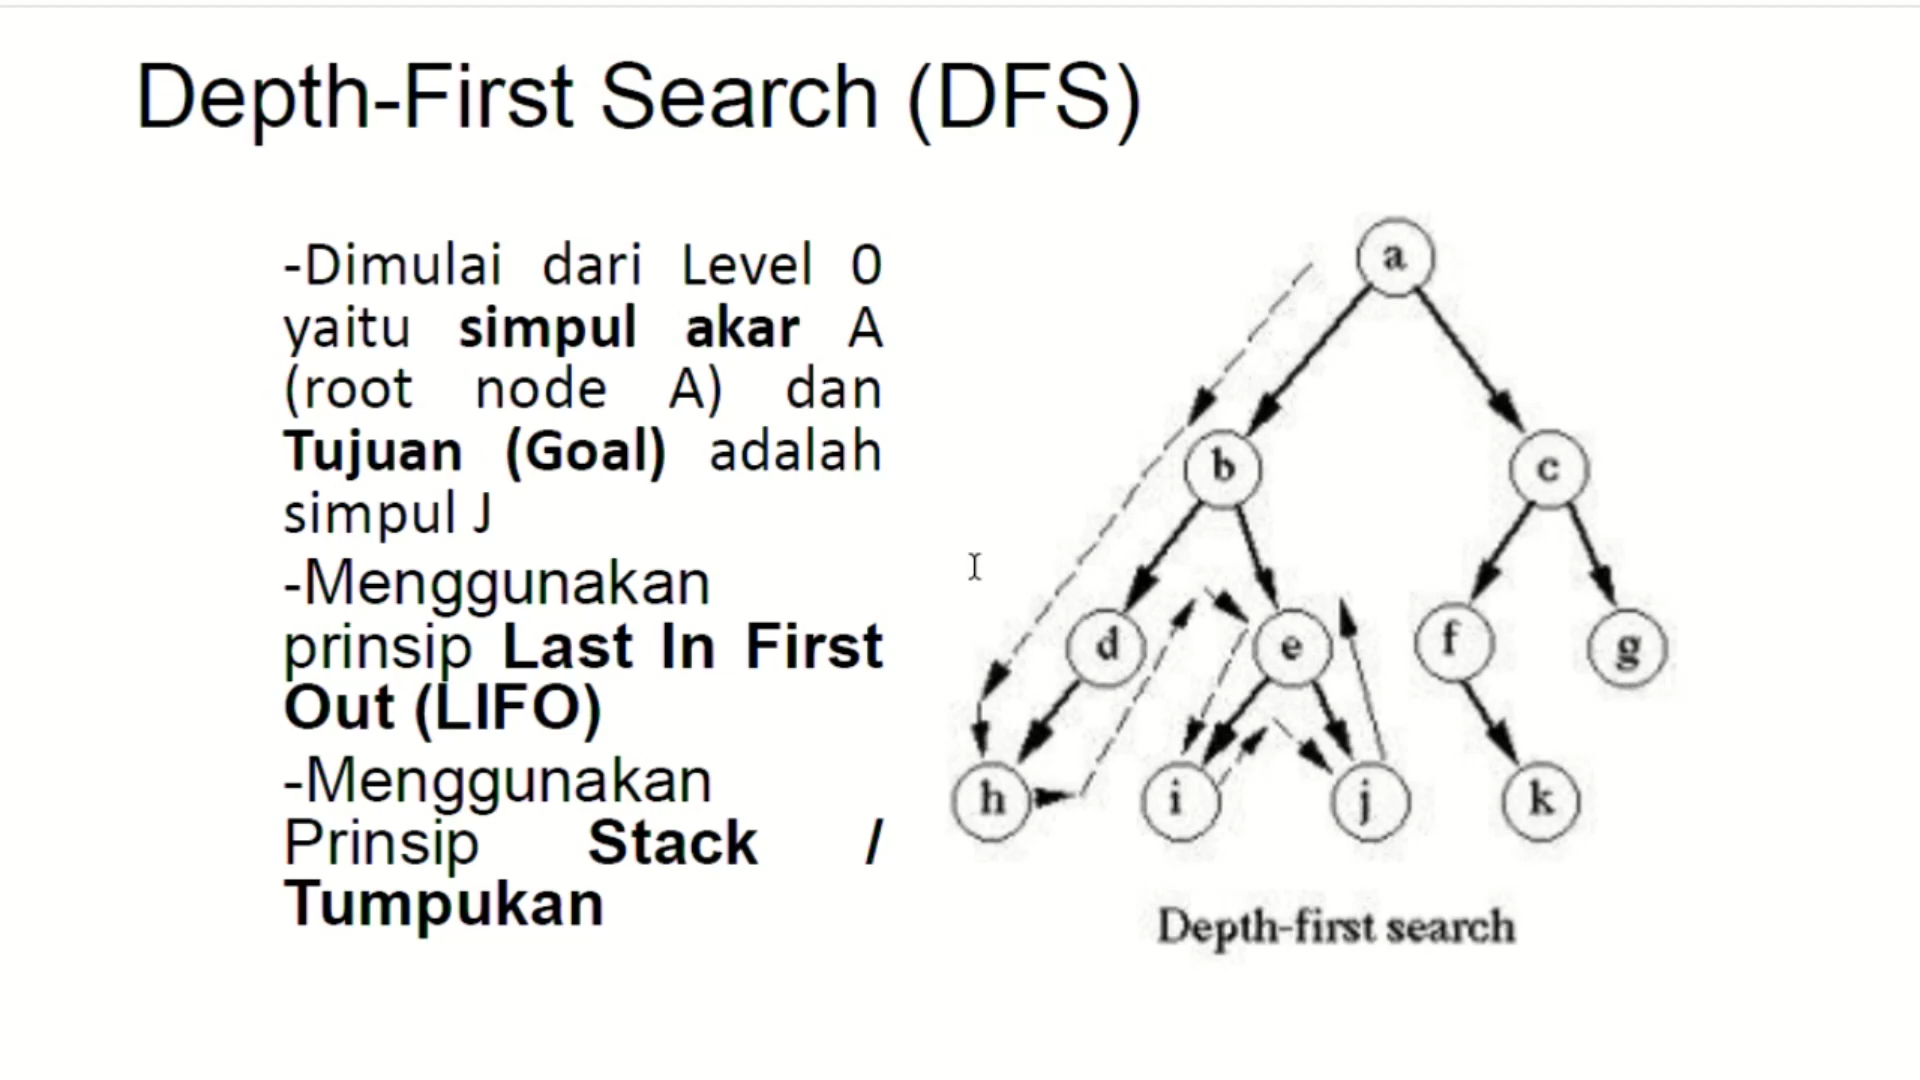 Depth-First Search (DFS)
-Dimulai dari Level 0
yaitu simpul akar A
(root node A) dan
Tujuan (Goal) adalah
simpul J
-Menggunakan
prinsip Last In First
Out (LIFO)
-Menggunakan
Prinsip Stack /
Tumpukan
a
b c
d e f g
h i j k
Depth-first search